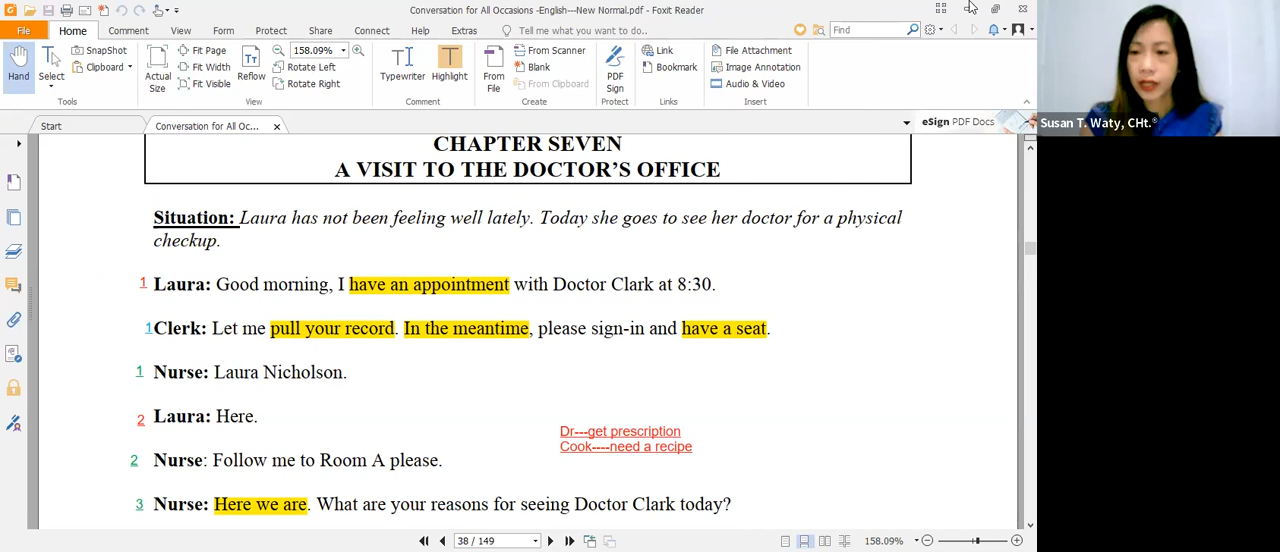 Conversation for All Occasions -English---New Normal.pdf - Foxit Reader
File Home Comment View Form Protect Share Connect Help Extras Tell me what you want to do.. Find
Hand
Select
SnapShot
Clipboard
Tools
Actual Size
Fit Page
Fit Width
Fit Visible
Reflow
158.09%
Rotate Left
Rotate Right
View
Typewriter
Highlight
Comment
From File
From Scanner
Blank
From Clipboard
Create
PDF Sign
Protect
Link
Bookmark
Links
File Attachment
Image Annotation
Audio & Video
Insert
Start
Conversation for All Oc...
eSign PDF Docs
Susan T. Waty, CHt.®
CHAPTER SEVEN
A VISIT TO THE DOCTOR'S OFFICE
Situation: Laura has not been feeling well lately. Today she goes to see her doctor for a physical
checkup.
1 Laura: Good morning, I have an appointment with Doctor Clark at 8:30.
1 Clerk: Let me pull your record. In the meantime, please sign-in and have a seat.
1 Nurse: Laura Nicholson.
2 Laura: Here.
Dr---get prescription
Cook----need a recipe
2 Nurse: Follow me to Room A please.
3 Nurse: Here we are. What are your reasons for seeing Doctor Clark today?
38 / 149
158.09%